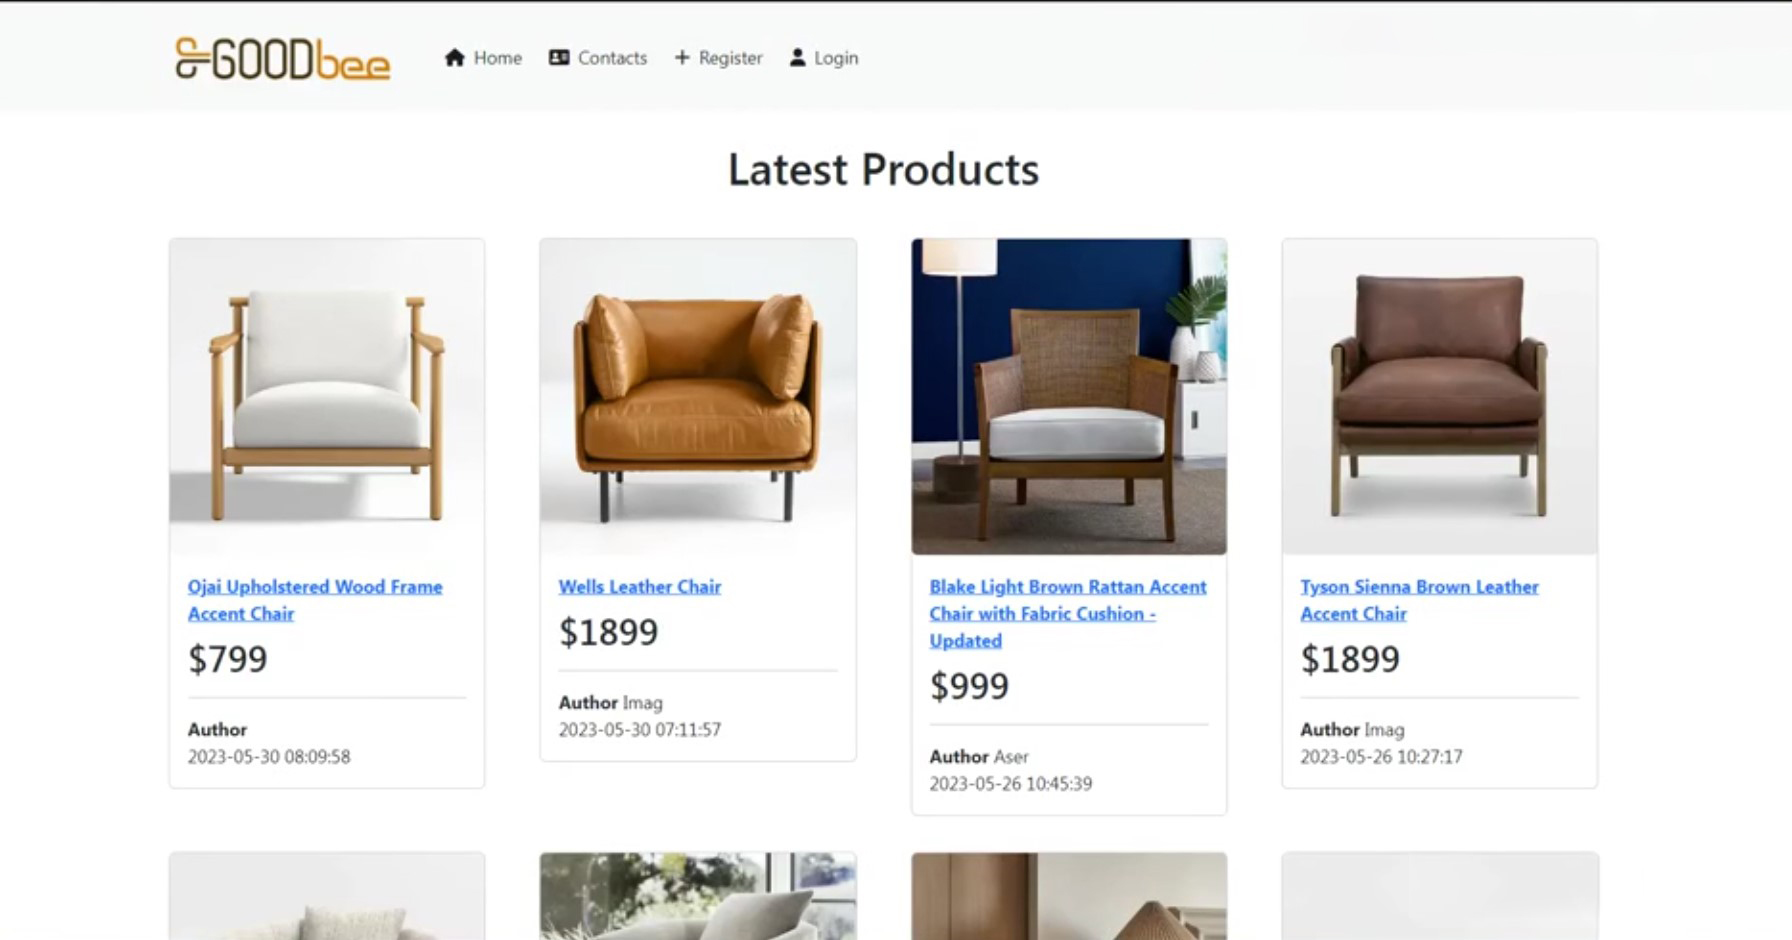 GOODbee
Home
Contacts
Register
Login
Latest Products
Ojai Upholstered Wood Frame
Accent Chair
$799
Author
2023-05-30 08:09:58
Wells Leather Chair
$1899
Author Imag
2023-05-30 07:11:57
Blake Light Brown Rattan Accent
Chair with Fabric Cushion -
Updated
$999
Author Aser
2023-05-26 10:45:39
Tyson Sienna Brown Leather
Accent Chair
$1899
Author Imag
2023-05-26 10:27:17